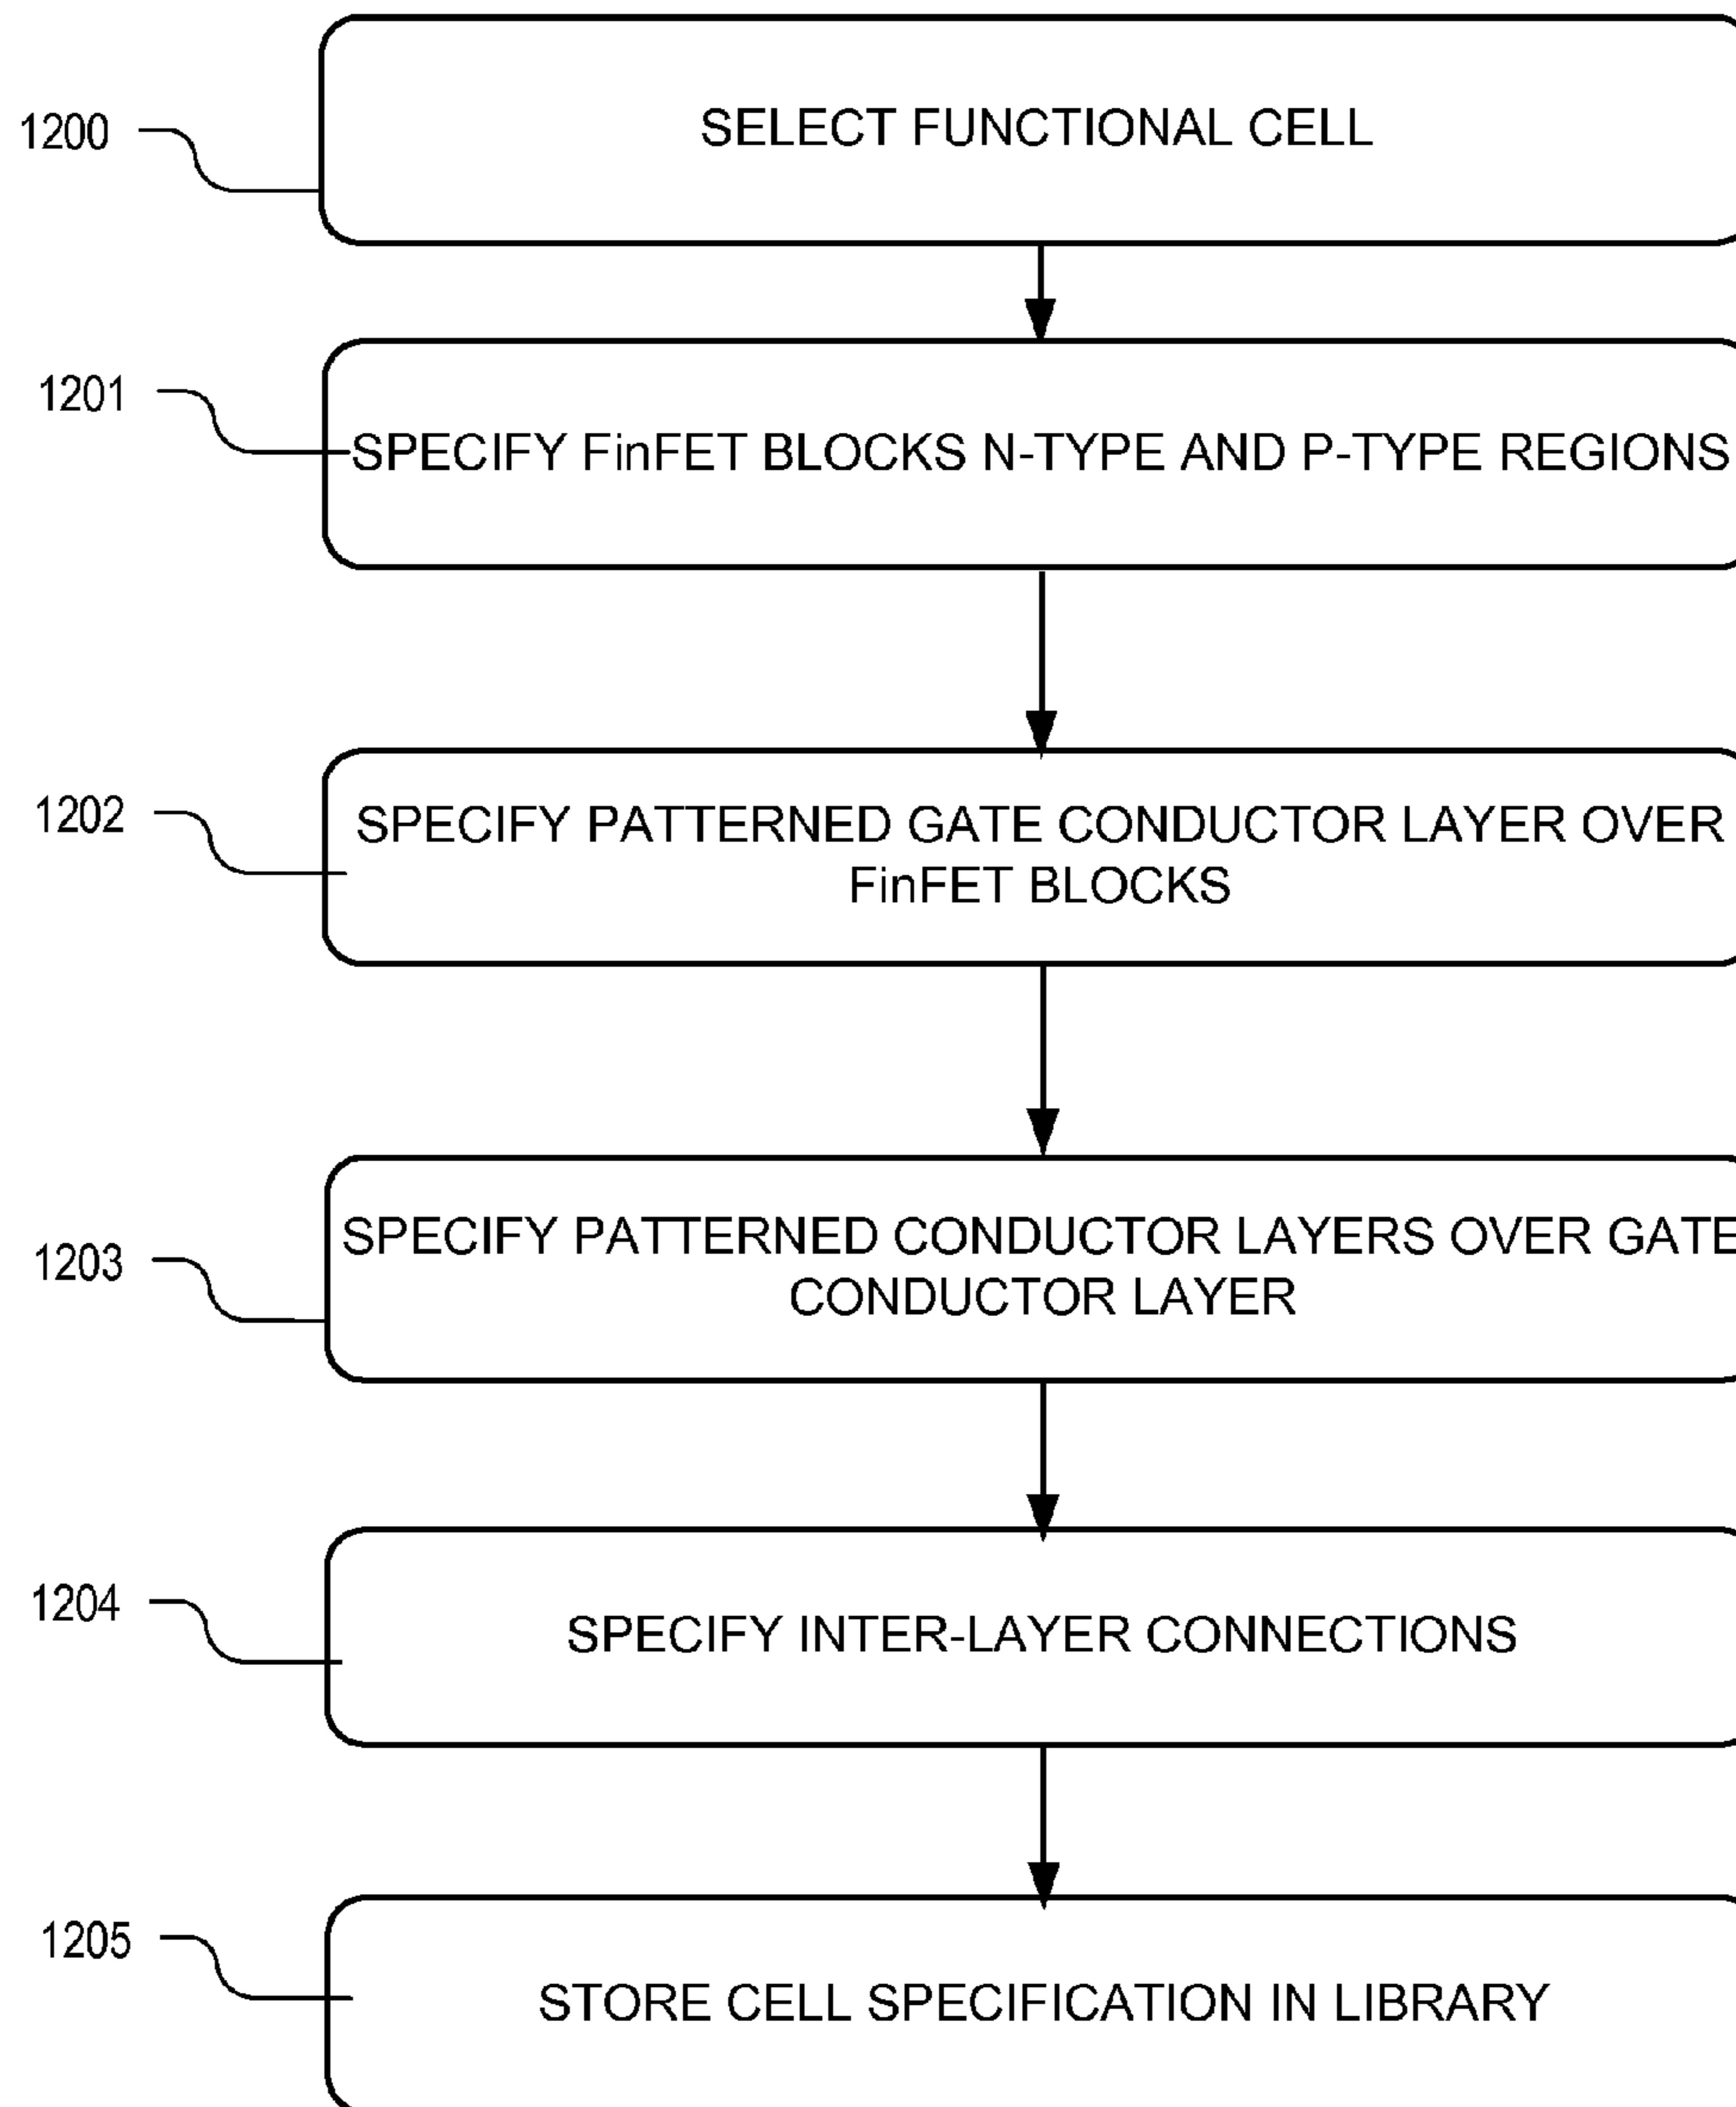 1200
SELECT FUNCTIONAL CELL
1201
SPECIFY FinFET BLOCKS N-TYPE AND P-TYPE REGIONS
1202
SPECIFY PATTERNED GATE CONDUCTOR LAYER OVER
FinFET BLOCKS
1203
SPECIFY PATTERNED CONDUCTOR LAYERS OVER GATE
CONDUCTOR LAYER
1204
SPECIFY INTER-LAYER CONNECTIONS
1205
STORE CELL SPECIFICATION IN LIBRARY